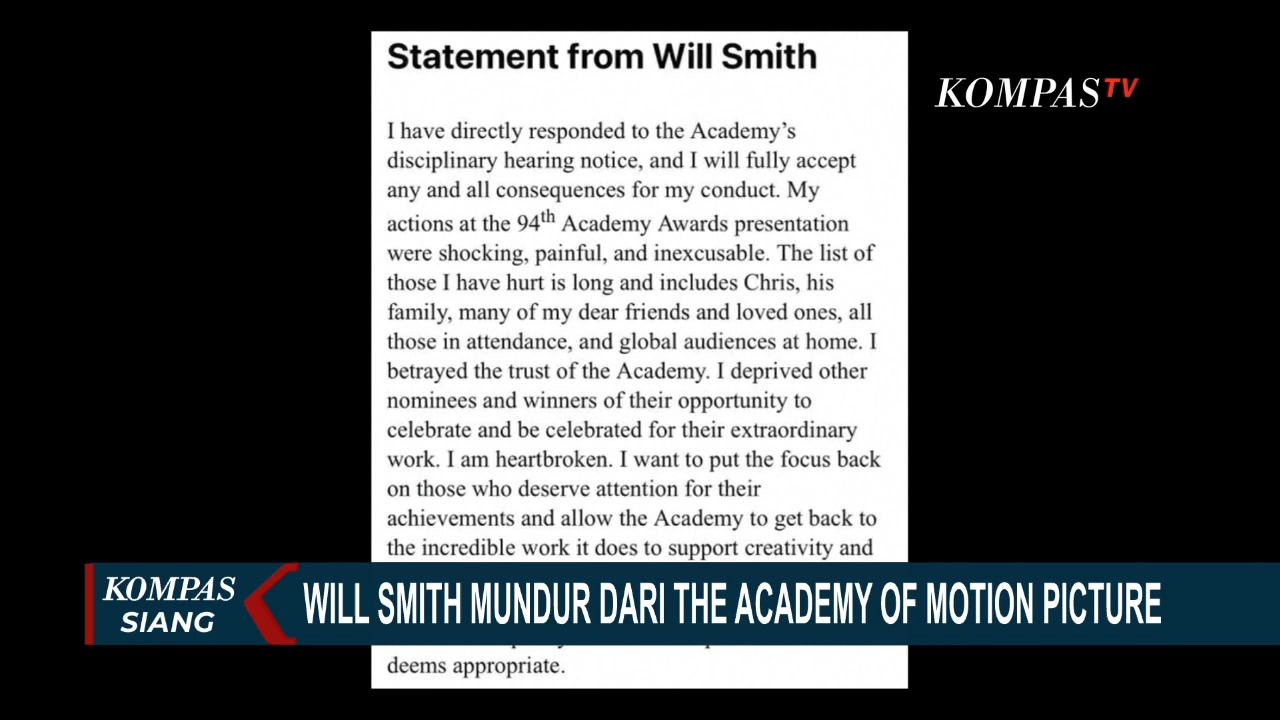 Statement from Will Smith
KOMPAS TV
I have directly responded to the Academy’s
disciplinary hearing notice, and I will fully accept
any and all consequences for my conduct. My
actions at the 94th Academy Awards presentation
were shocking, painful, and inexcusable. The list of
those I have hurt is long and includes Chris, his
family, many of my dear friends and loved ones, all
those in attendance, and global audiences at home. I
betrayed the trust of the Academy. I deprived other
nominees and winners of their opportunity to
celebrate and be celebrated for their extraordinary
work. I am heartbroken. I want to put the focus back
on those who deserve attention for their
achievements and allow the Academy to get back to
the incredible work it does to support creativity and
KOMPAS
SIANG
WILL SMITH MUNDUR DARI THE ACADEMY OF MOTION PICTURE
deems appropriate.